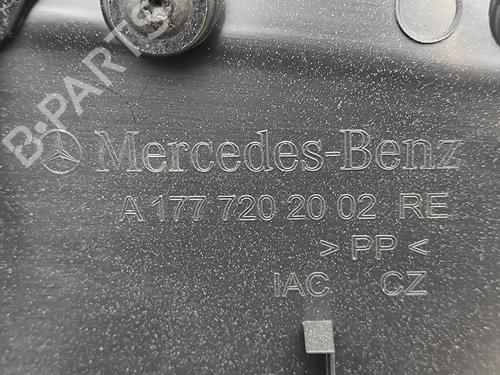 B-PARTS
Mercedes-Benz
A 177 720 20 02 RE
> PP <
IAC CZ